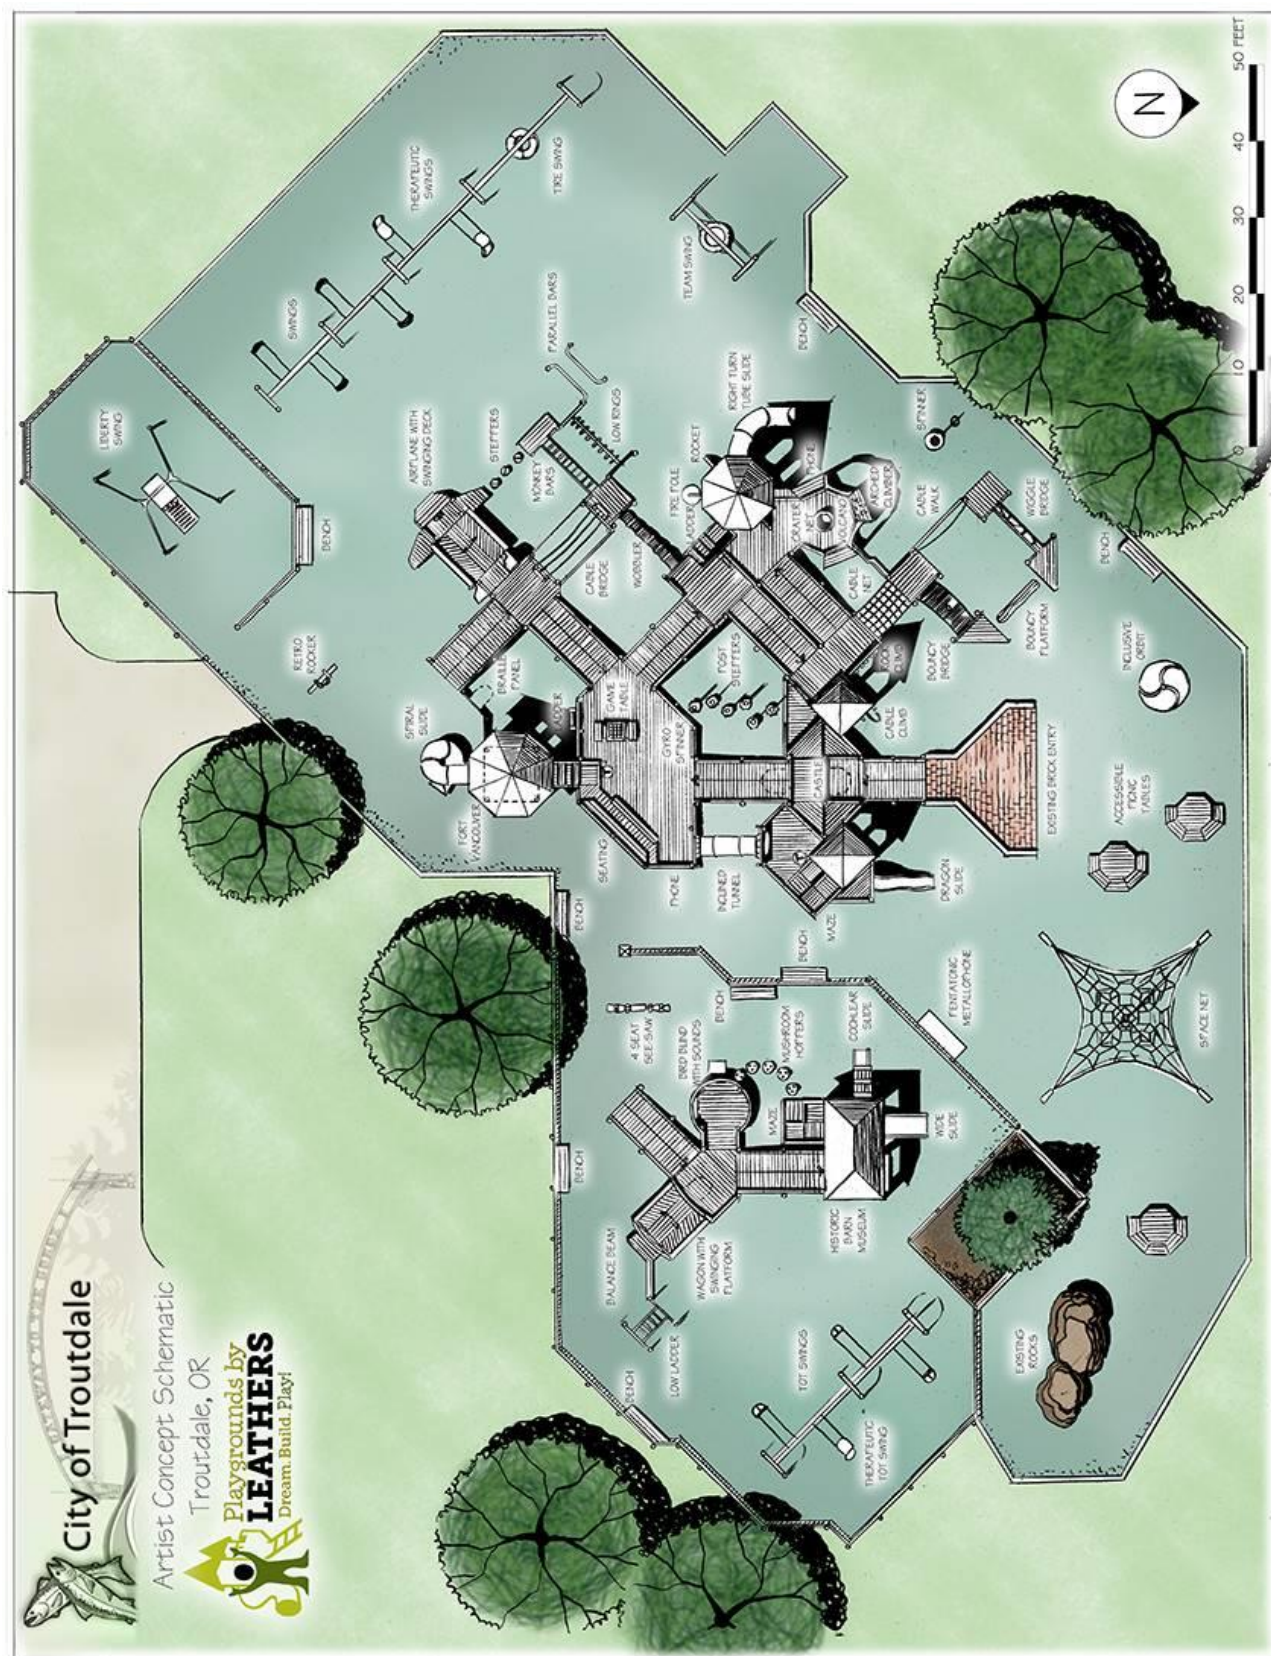 City of Troutdale
Artist Concept Schematic
Troutdale, OR
Playgrounds by
LEATHERS
Dream. Build. Play!
LIBERTY
SWING
BENCH
RETRO
ROCKER
SWINGS
THERAPEUTIC
SWINGS
TIRE SWING
TEAM SWING
BENCH
PARALLEL BARS
LOW RINGS
MONKEY
BARS
STEPPERS
AIRPLANE WITH
SWINGING DECK
CABLE
BRIDGE
WOBBLER
LADDER
FIRE POLE
ROCKET
RIGHT TURN
TUBE SLIDE
PHONE
CRATER
NET
VOLCANO
ARCHED
CLIMBER
SPINNER
CABLE
WALK
WIGGLE
BRIDGE
BENCH
CABLE
NET
BOUNCY
PLATFORM
BOUNCY
BRIDGE
ROCK
CLIMB
CABLE
CLIMB
POST
STEPPERS
BRAILLE
PANEL
SPIRAL
SLIDE
LADDER
GAME
TABLE
GYRO
SPINNER
FORT
VANCOUVER
SEATING
PHONE
INCLINED
TUNNEL
CASTLE
MAZE
DRAGON
SLIDE
EXISTING BRICK ENTRY
INCLUSIVE
ORBIT
ACCESSIBLE
PICNIC
TABLES
BENCH
BENCH
BENCH
4 SEAT
SEE-SAW
BIRD BLIND
WITH SOUNDS
MUSHROOM
HOPPERS
COCHLEAR
SLIDE
PENTATONIC
METALLOPHONE
SPACE NET
MAZE
WIDE
SLIDE
HISTORIC
BARN
MUSEUM
BENCH
BALANCE BEAM
WAGON WITH
SWINGING
PLATFORM
LOW LADDER
BENCH
TOT SWINGS
THERAPEUTIC
TOT SWING
EXISTING
ROCKS
N
0 10 20 30 40 50 FEET